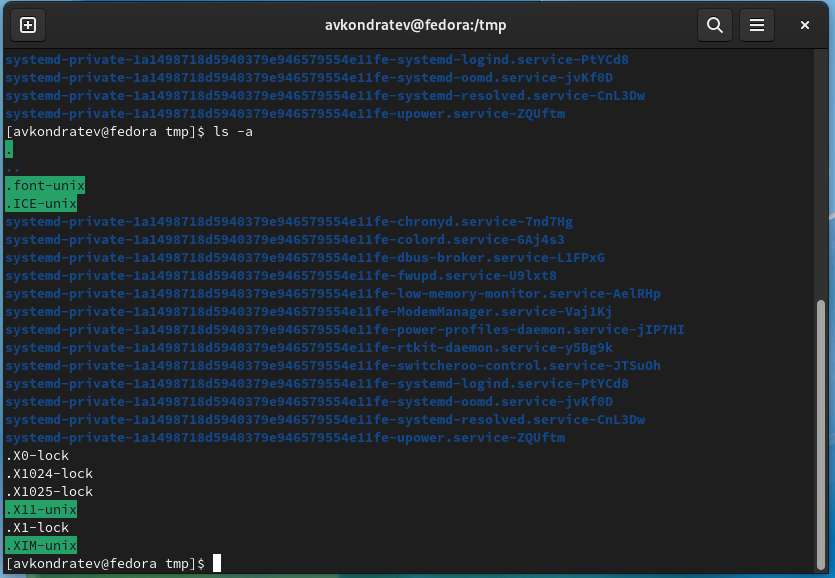 avkondratev@fedora:/tmp
systemd-private-1a1498718d5940379e946579554e11fe-systemd-logind.service-PtYCd8
systemd-private-1a1498718d5940379e946579554e11fe-systemd-oomd.service-jvKf0D
systemd-private-1a1498718d5940379e946579554e11fe-systemd-resolved.service-CnL3Dw
systemd-private-1a1498718d5940379e946579554e11fe-upower.service-ZQUftm
[avkondratev@fedora tmp]$ ls -a
.
..
.font-unix
.ICE-unix
systemd-private-1a1498718d5940379e946579554e11fe-chronyd.service-7nd7Hg
systemd-private-1a1498718d5940379e946579554e11fe-colord.service-6Aj4s3
systemd-private-1a1498718d5940379e946579554e11fe-dbus-broker.service-L1FPxG
systemd-private-1a1498718d5940379e946579554e11fe-fwupd.service-U9lxt8
systemd-private-1a1498718d5940379e946579554e11fe-low-memory-monitor.service-AelRHp
systemd-private-1a1498718d5940379e946579554e11fe-ModemManager.service-Vaj1Kj
systemd-private-1a1498718d5940379e946579554e11fe-power-profiles-daemon.service-jIP7HI
systemd-private-1a1498718d5940379e946579554e11fe-rtkit-daemon.service-y5Bg9k
systemd-private-1a1498718d5940379e946579554e11fe-switcheroo-control.service-JTSuOh
systemd-private-1a1498718d5940379e946579554e11fe-systemd-logind.service-PtYCd8
systemd-private-1a1498718d5940379e946579554e11fe-systemd-oomd.service-jvKf0D
systemd-private-1a1498718d5940379e946579554e11fe-systemd-resolved.service-CnL3Dw
systemd-private-1a1498718d5940379e946579554e11fe-upower.service-ZQUftm
.X0-lock
.X1024-lock
.X1025-lock
.X11-unix
.X1-lock
.XIM-unix
[avkondratev@fedora tmp]$